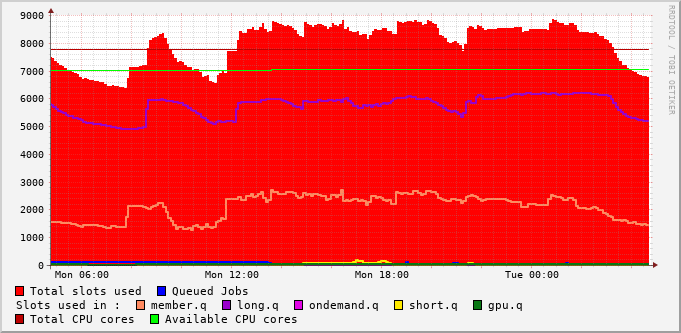 9000
8000
7000
6000
5000
4000
3000
2000
1000
0
Mon 06:00 Mon 12:00 Mon 18:00 Tue 00:00
RRDTOOL / TOBI OETIKER
Total slots used Queued Jobs
Slots used in : member.q long.q ondemand.q short.q gpu.q
Total CPU cores Available CPU cores